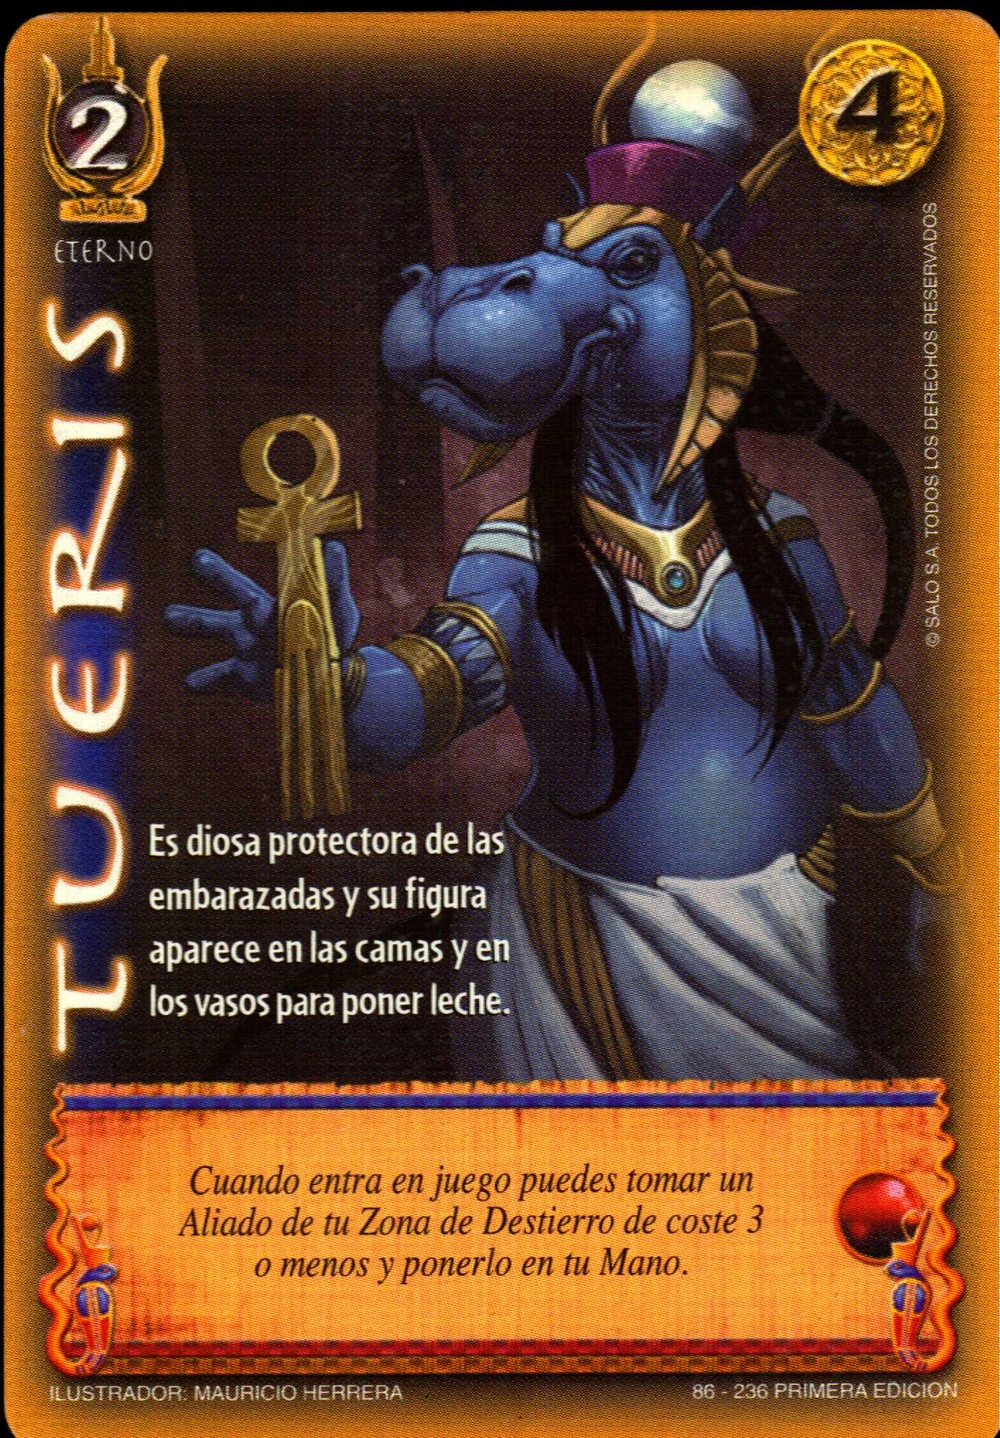 2
4
ETERNO
TUERIS
© SALO S.A. TODOS LOS DERECHOS RESERVADOS
Es diosa protectora de las
embarazadas y su figura
aparece en las camas y en
los vasos para poner leche.
Cuando entra en juego puedes tomar un
Aliado de tu Zona de Destierro de coste 3
o menos y ponerlo en tu Mano.
ILUSTRADOR: MAURICIO HERRERA
86 - 236 PRIMERA EDICION